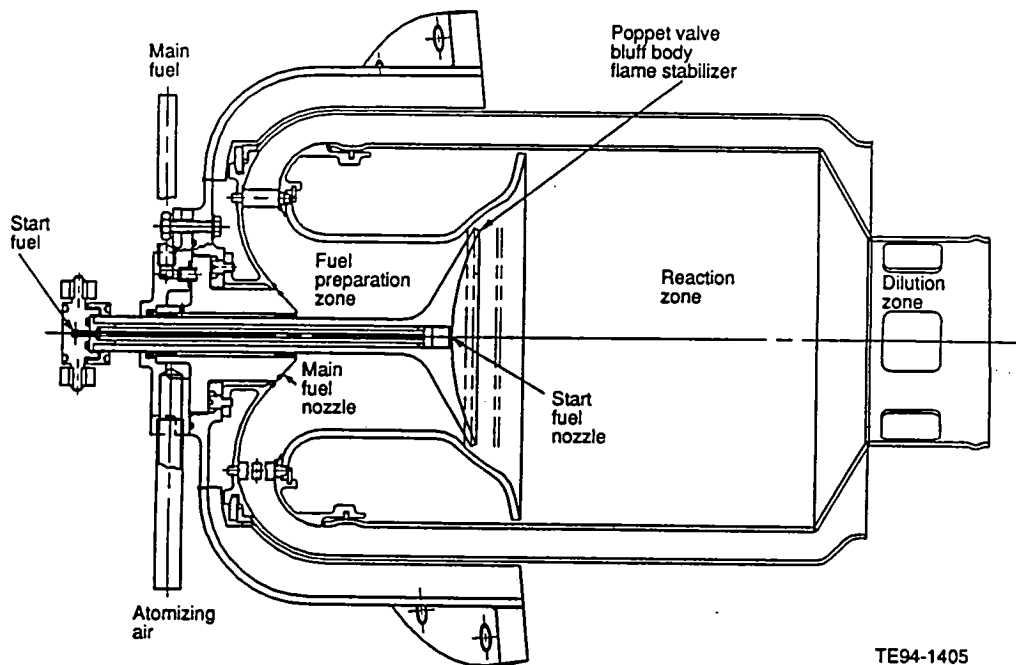 Poppet valve
bluff body
flame stabilizer
Main
fuel
Start
fuel
Fuel
preparation
zone
Reaction
zone
Dilution
zone
Main
fuel
nozzle
Start
fuel
nozzle
Atomizing
air
TE94-1405